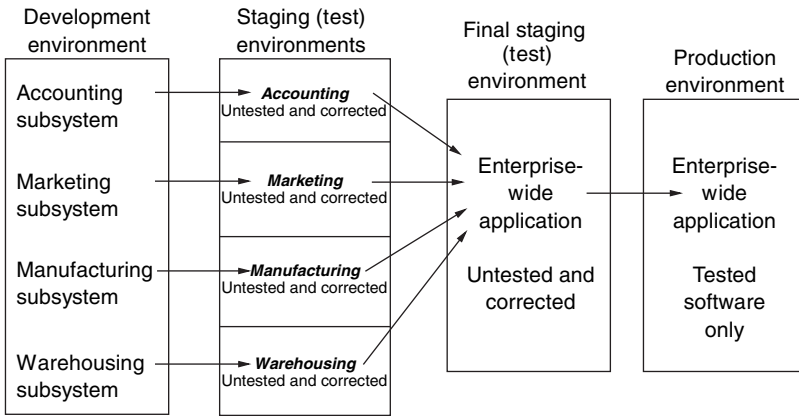 Development
environment
Accounting
subsystem
Marketing
subsystem
Manufacturing
subsystem
Warehousing
subsystem
Staging (test)
environments
Accounting
Untested and corrected
Marketing
Untested and corrected
Manufacturing
Untested and corrected
Warehousing
Untested and corrected
Final staging
(test)
environment
Enterprise-
wide
application
Untested and
corrected
Production
environment
Enterprise-
wide
application
Tested
software
only